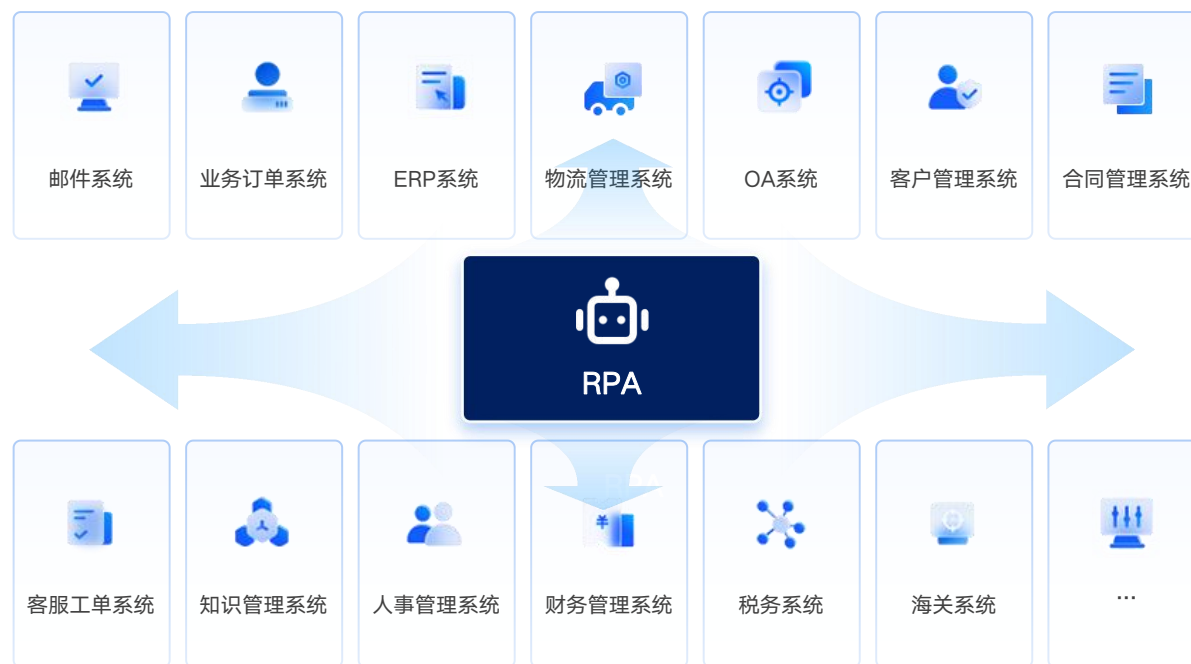 邮件系统
业务订单系统
ERP系统
物流管理系统
OA系统
客户管理系统
合同管理系统
RPA
客服工单系统
知识管理系统
人事管理系统
财务管理系统
税务系统
海关系统
...